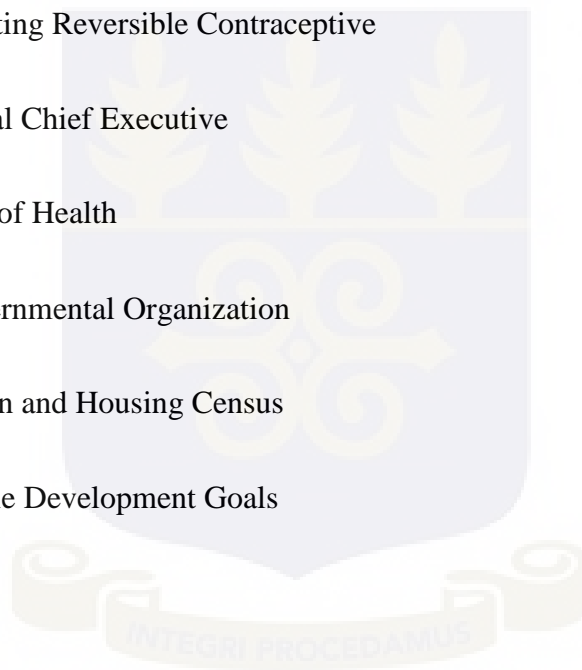 ting Reversible Contraceptive
al Chief Executive
of Health
ernmental Organization
n and Housing Census
e Development Goals
INTEGRI PROCEDAMUS